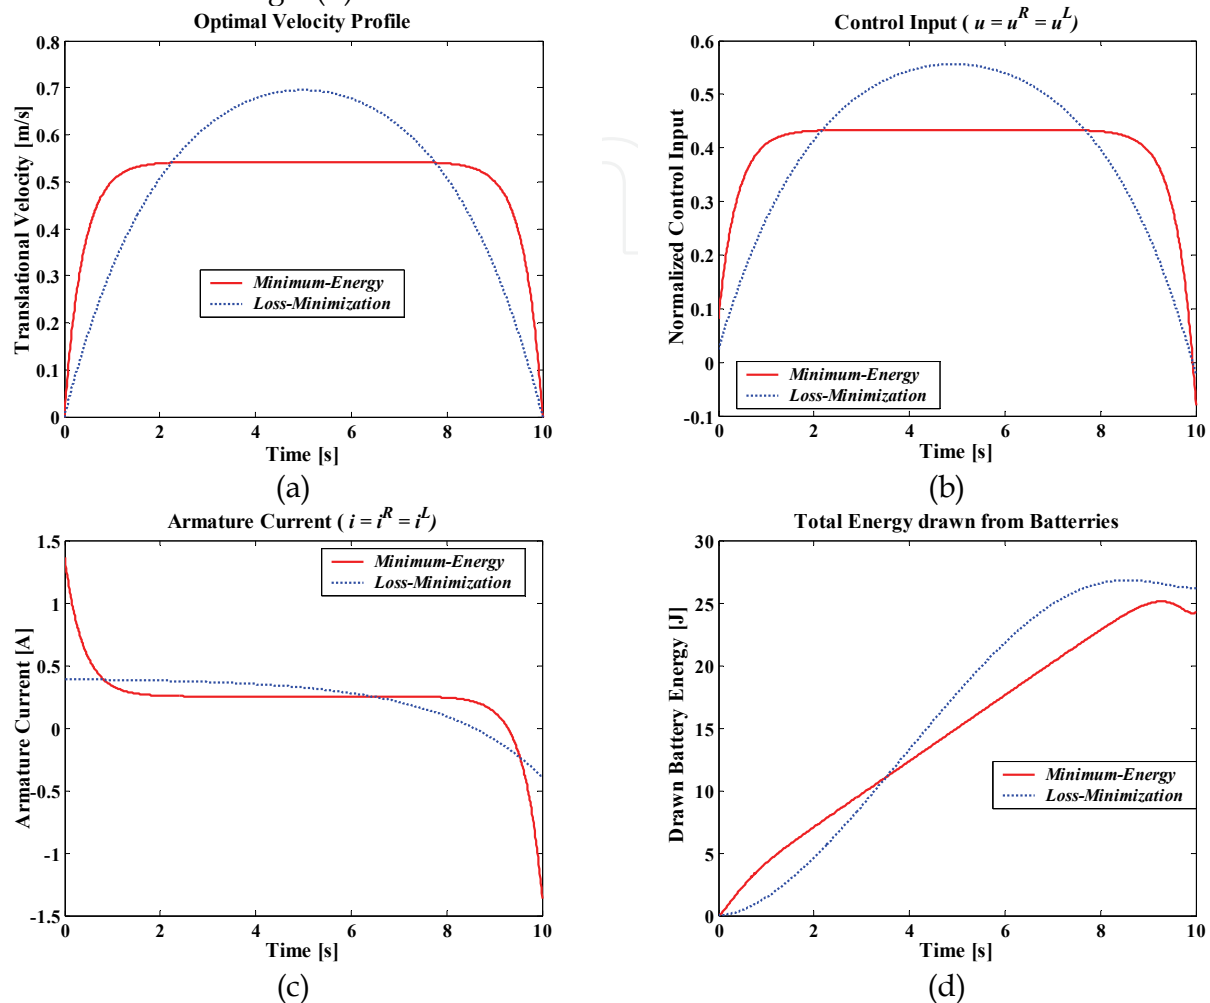 Optimal Velocity Profile
0.8
0.7
0.6
0.5
0.4
0.3
0.2
0.1
0
Translational Velocity [m/s]
Minimum-Energy
Loss-Minimization
0 2 4 6 8 10
Time [s]
(a)
Control Input ( u = u^R = u^L)
0.6
0.5
0.4
0.3
0.2
0.1
0
-0.1
Normalized Control Input
Minimum-Energy
Loss-Minimization
0 2 4 6 8 10
Time [s]
(b)
Armature Current ( i = i^R = i^L)
1.5
1
0.5
0
-0.5
-1
-1.5
Armature Current [A]
Minimum-Energy
Loss-Minimization
0 2 4 6 8 10
Time [s]
(c)
Total Energy drawn from Batterries
30
25
20
15
10
5
0
Drawn Battery Energy [J]
Minimum-Energy
Loss-Minimization
0 2 4 6 8 10
Time [s]
(d)